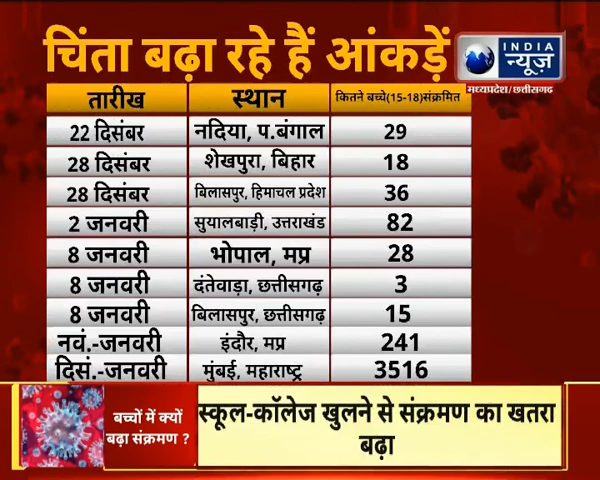 चिंता बढ़ा रहे हैं आंकड़ें
INDIA
न्यूज़
मध्यप्रदेश/छत्तीसगढ़
तारीख स्थान कितने बच्चे(15-18)संक्रमित
22 दिसंबर नदिया, प.बंगाल 29
28 दिसंबर शेखपुरा, बिहार 18
28 दिसंबर बिलासपुर, हिमाचल प्रदेश 36
2 जनवरी सुयालबाड़ी, उत्तराखंड 82
8 जनवरी भोपाल, मप्र 28
8 जनवरी दंतेवाड़ा, छत्तीसगढ़ 3
8 जनवरी बिलासपुर, छत्तीसगढ़ 15
नवं.-जनवरी इंदौर, मप्र 241
दिसं.-जनवरी मुंबई, महाराष्ट्र 3516
बच्चों में क्यों
बढ़ा संक्रमण ?
स्कूल-कॉलेज खुलने से संक्रमण का खतरा
बढ़ा